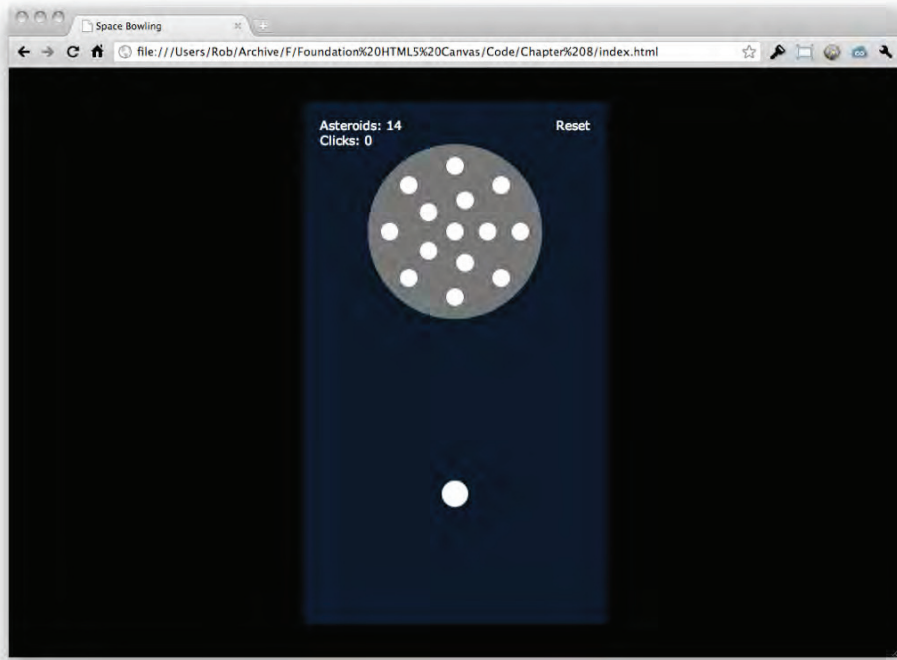 Space Bowling
file:///Users/Rob/Archive/F/Foundation%20HTML5%20Canvas/Code/Chapter%208/index.html
Asteroids: 14
Reset
Clicks: 0